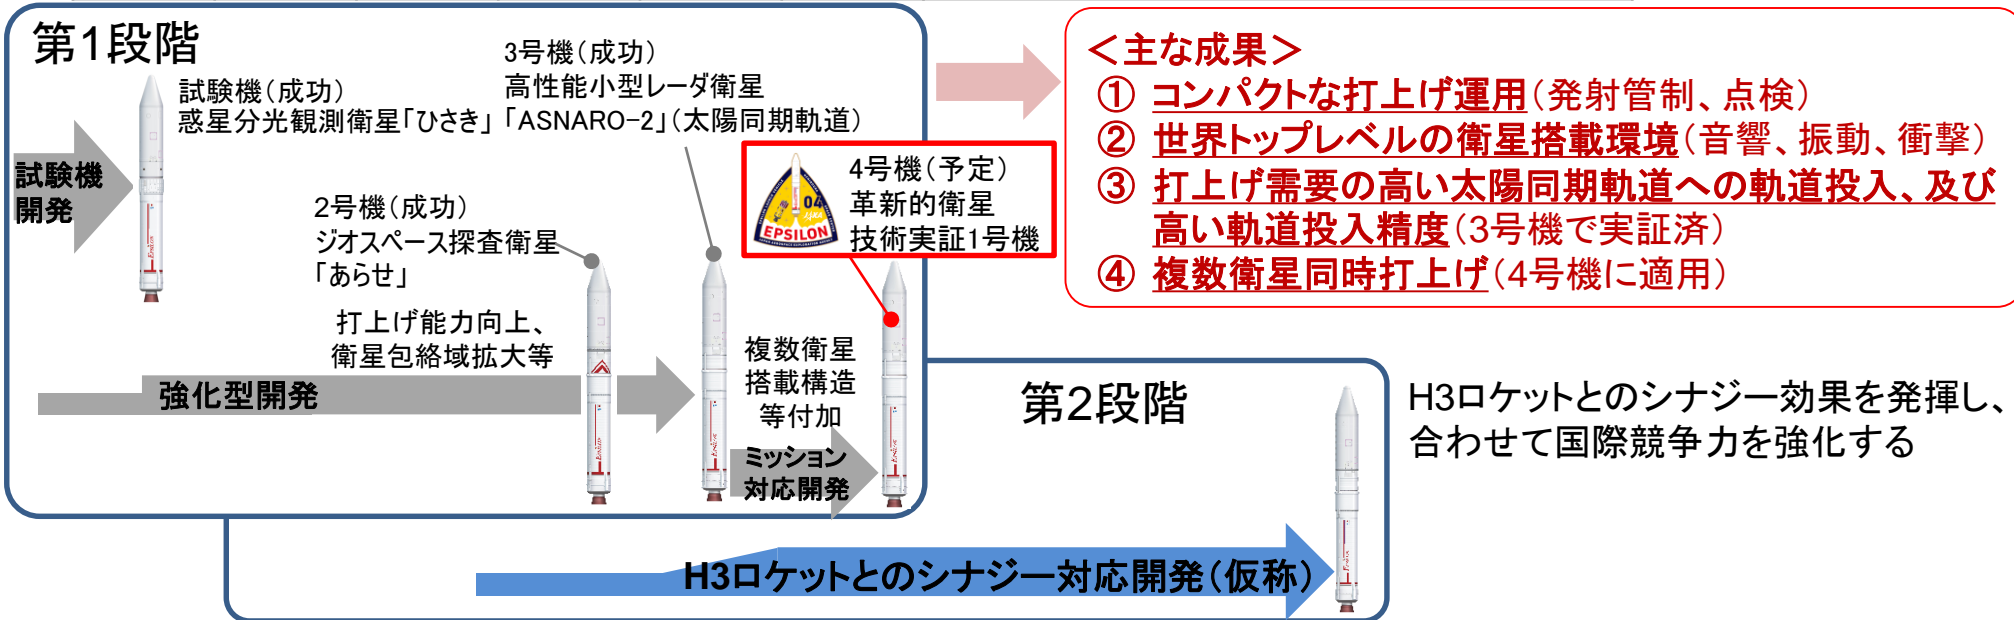 第1段階
試験機(成功)
惑星分光観測衛星「ひさき」
3号機(成功)
高性能小型レーダ衛星
「ASNARO-2」(太陽同期軌道)
試験機
開発
2号機(成功)
ジオスペース探査衛星
「あらせ」
4号機(予定)
革新的衛星
技術実証1号機
04
EPSILON
打上げ能力向上、
衛星包絡域拡大等
強化型開発
複数衛星
搭載構造
等付加
ミッション
対応開発
<主な成果>
① コンパクトな打上げ運用(発射管制、点検)
② 世界トップレベルの衛星搭載環境(音響、振動、衝撃)
③ 打上げ需要の高い太陽同期軌道への軌道投入、及び
高い軌道投入精度(3号機で実証済)
④ 複数衛星同時打上げ(4号機に適用)
第2段階
H3ロケットとのシナジー効果を発揮し、
合わせて国際競争力を強化する
H3ロケットとのシナジー対応開発(仮称)